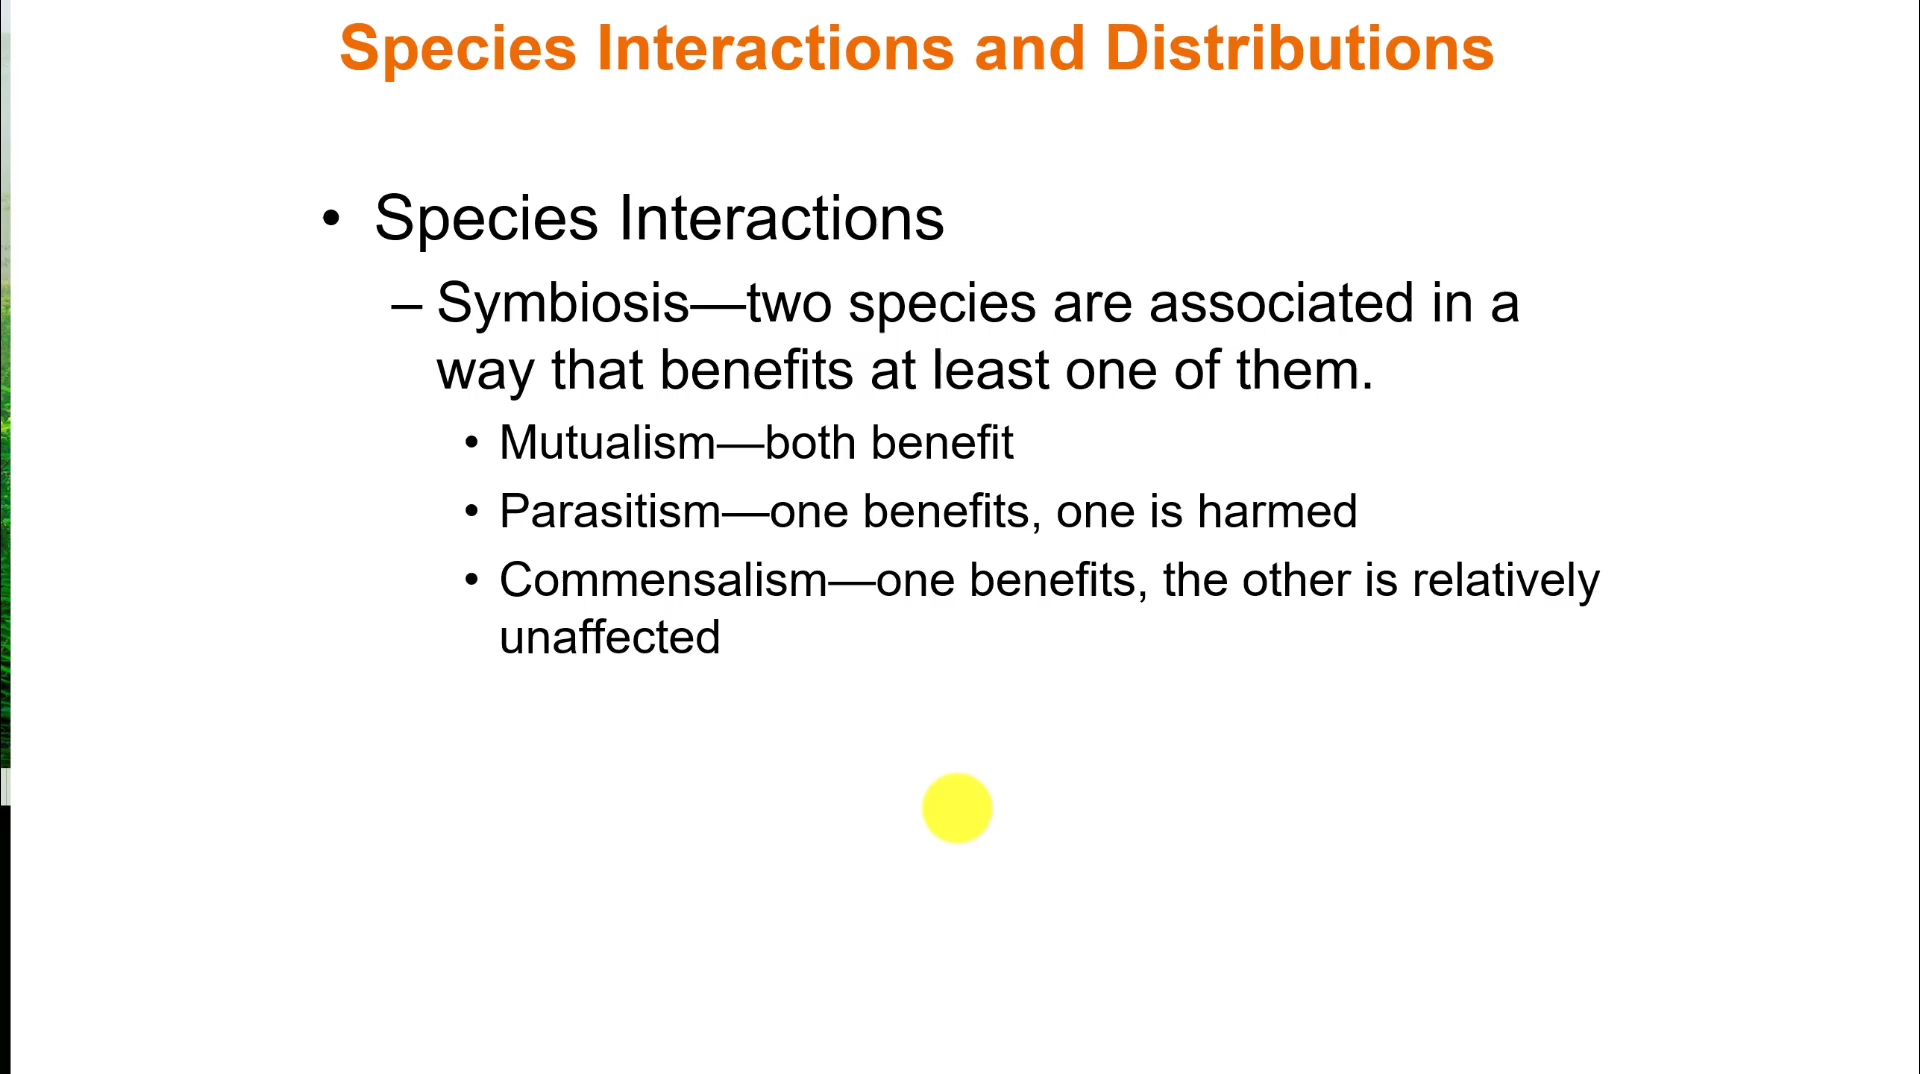 Species Interactions and Distributions
• Species Interactions
– Symbiosis—two species are associated in a
way that benefits at least one of them.
• Mutualism—both benefit
• Parasitism—one benefits, one is harmed
• Commensalism—one benefits, the other is relatively
unaffected